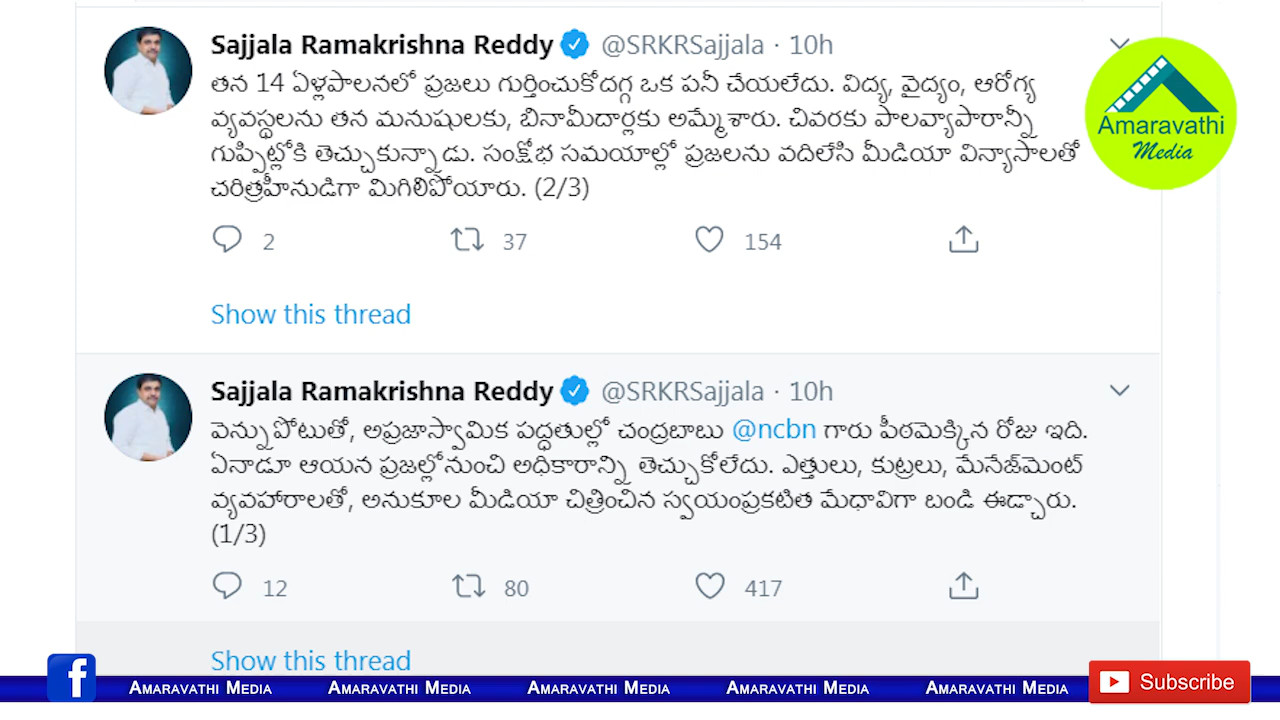 Sajjala Ramakrishna Reddy @SRKRSajjala · 10h
తన 14 ఏళ్లపాలనలో ప్రజలు గుర్తించుకోదగ్గ ఒక పనీ చేయలేదు. విద్య, వైద్యం, ఆరోగ్య
వ్యవస్థలను తన మనుషులకు, బినామీదార్లకు అమ్మేశారు. చివరకు పాలవ్యాపారాన్నీ
గుప్పిట్లోకి తెచ్చుకున్నాడు. సంక్షోభ సమయాల్లో ప్రజలను వదిలేసి మీడియా విన్యాసాలతో
చరిత్రహీనుడిగా మిగిలిపోయారు. (2/3)
2 37 154
Show this thread
Amaravathi
Media
Sajjala Ramakrishna Reddy @SRKRSajjala · 10h
వెన్నుపోటుతో, అప్రజాస్వామిక పద్ధతుల్లో చంద్రబాబు @ncbn గారు పీఠమెక్కిన రోజు ఇది.
ఏనాడూ ఆయన ప్రజల్లోనుంచి అధికారాన్ని తెచ్చుకోలేదు. ఎత్తులు, కుట్రలు, మేనేజ్‌మెంట్
వ్యవహారాలతో, అనుకూల మీడియా చిత్రించిన స్వయంప్రకటిత మేధావిగా బండి ఈడ్చారు.
(1/3)
12 80 417
Show this thread
f Amaravathi Media Amaravathi Media Amaravathi Media Amaravathi Media Amaravathi Media Subscribe